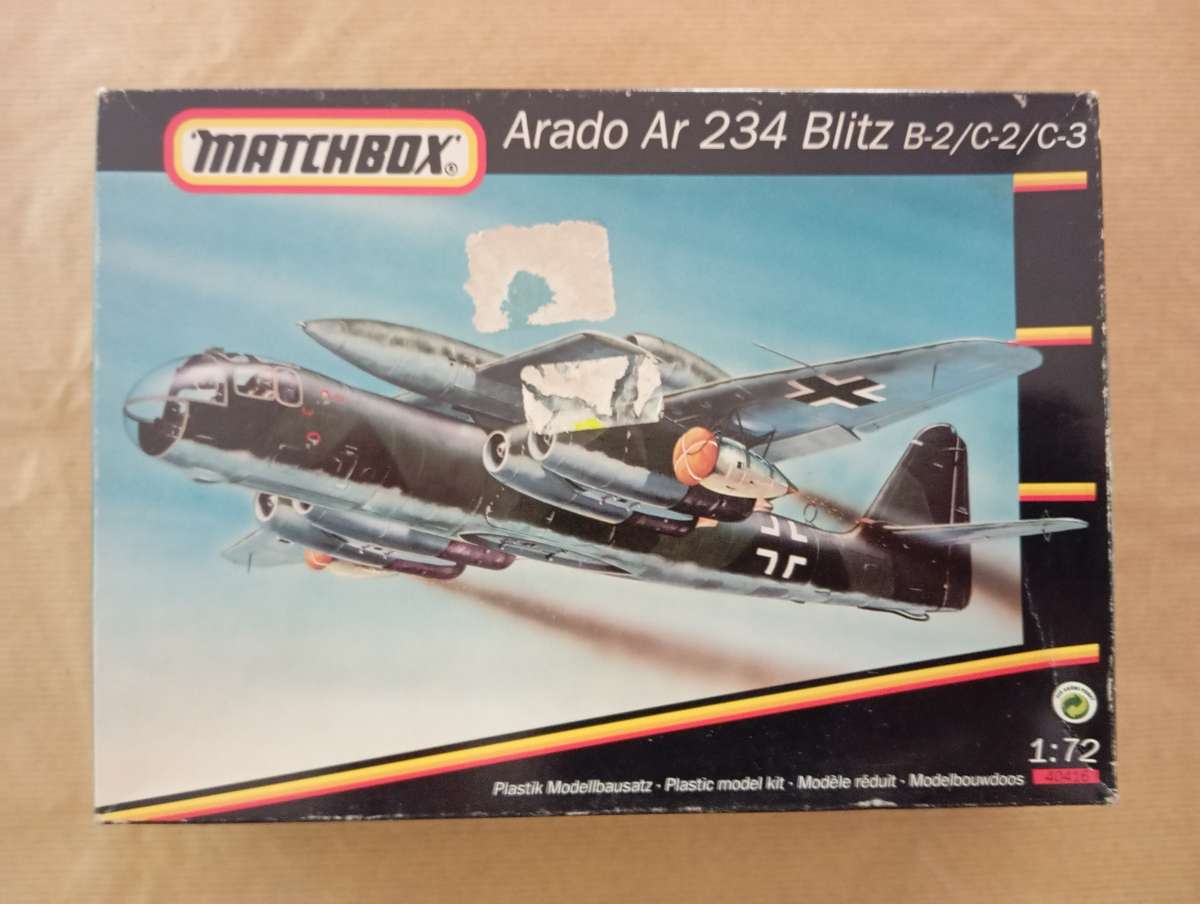 MATCHBOX®
Arado Ar 234 Blitz B-2/C-2/C-3
1:72
40416
Plastik Modellbausatz - Plastic model kit - Modèle réduit - Modelbouwdoos